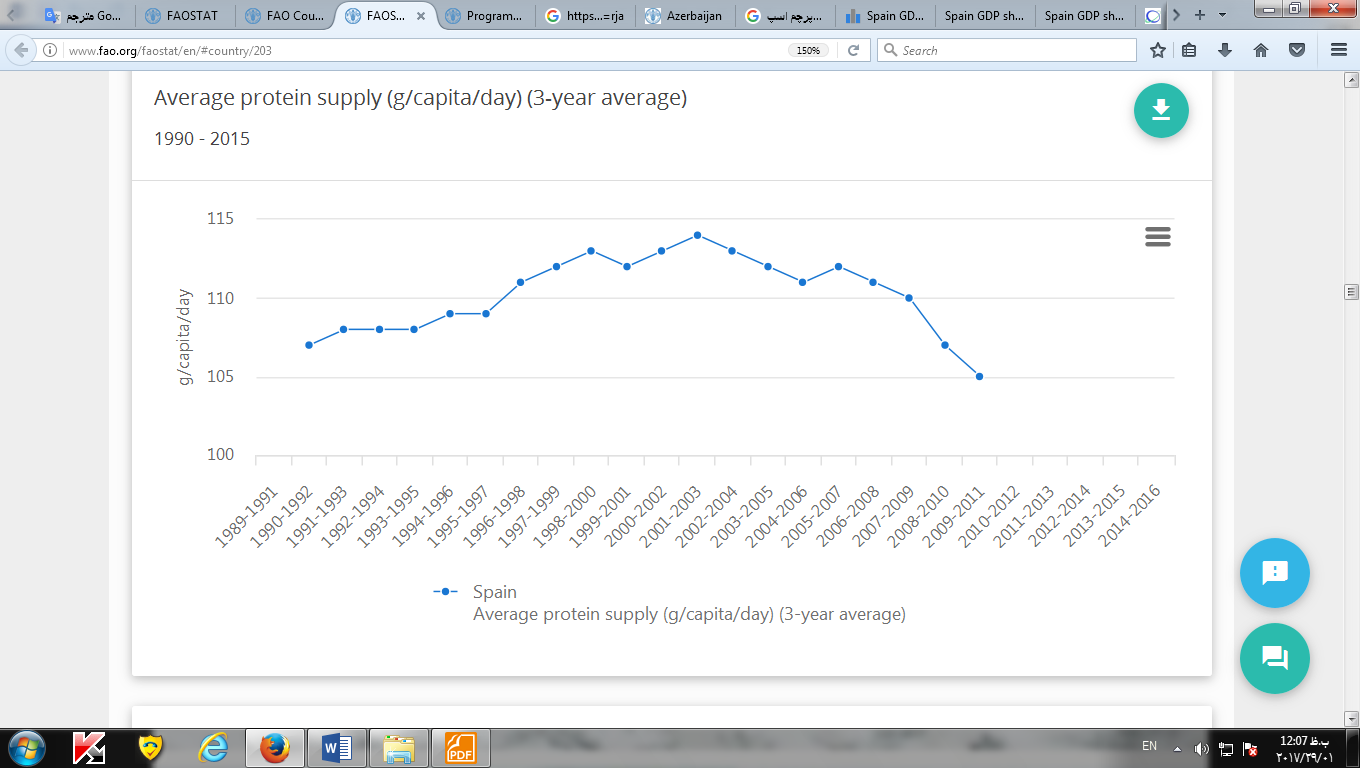 مترجم Go...
FAOSTAT
FAO Cou...
FAOS...
Program...
https...=rja
Azerbaijan
پرچم اسپ...
Spain GD...
Spain GDP sh...
Spain GDP sh...
www.fao.org/faostat/en/#country/203
150%
Search
Average protein supply (g/capita/day) (3-year average)
1990 - 2015
115
110
105
100
g/capita/day
1989-1991
1990-1992
1991-1993
1992-1994
1993-1995
1994-1996
1995-1997
1996-1998
1997-1999
1998-2000
1999-2001
2000-2002
2001-2003
2002-2004
2003-2005
2004-2006
2005-2007
2006-2008
2007-2009
2008-2010
2009-2011
2010-2012
2011-2013
2012-2014
2013-2015
2014-2016
Spain
Average protein supply (g/capita/day) (3-year average)
PDF
EN
12:07 ب.ظ
٢٠١٧/٢٩/٠١